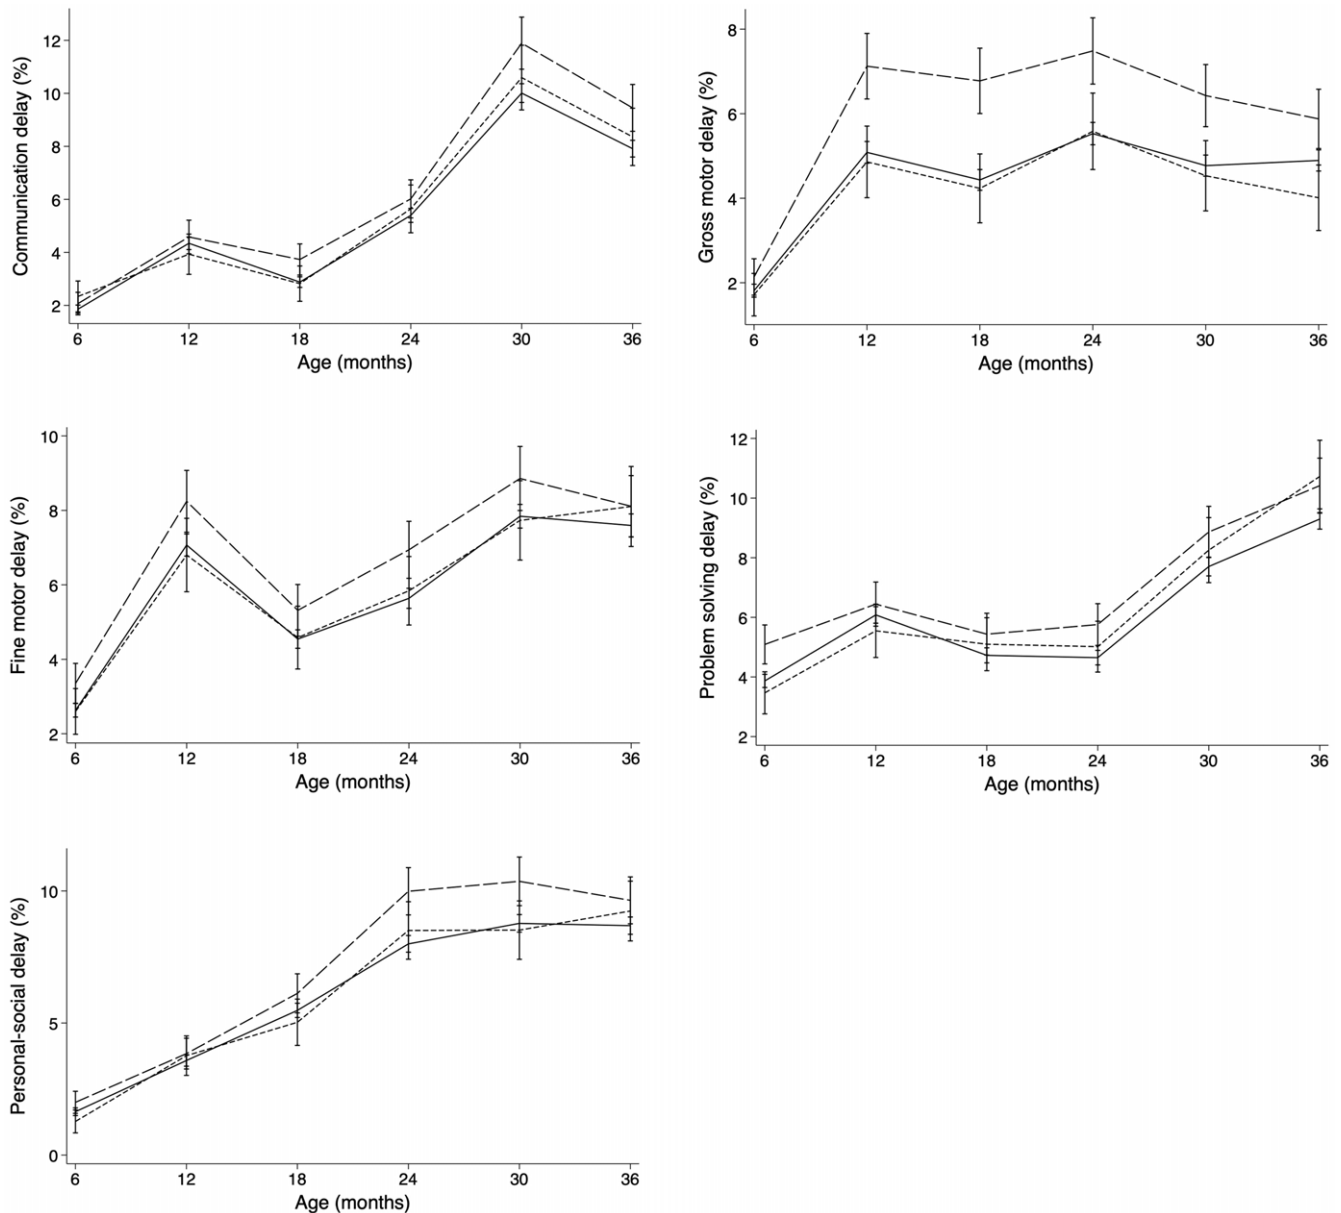 Communication delay (%)
12
10
8
6
4
2
6 12 18 24 30 36
Age (months)
Gross motor delay (%)
8
6
4
2
6 12 18 24 30 36
Age (months)
Fine motor delay (%)
10
8
6
4
2
6 12 18 24 30 36
Age (months)
Problem solving delay (%)
12
10
8
6
4
2
6 12 18 24 30 36
Age (months)
Personal-social delay (%)
10
5
0
6 12 18 24 30 36
Age (months)